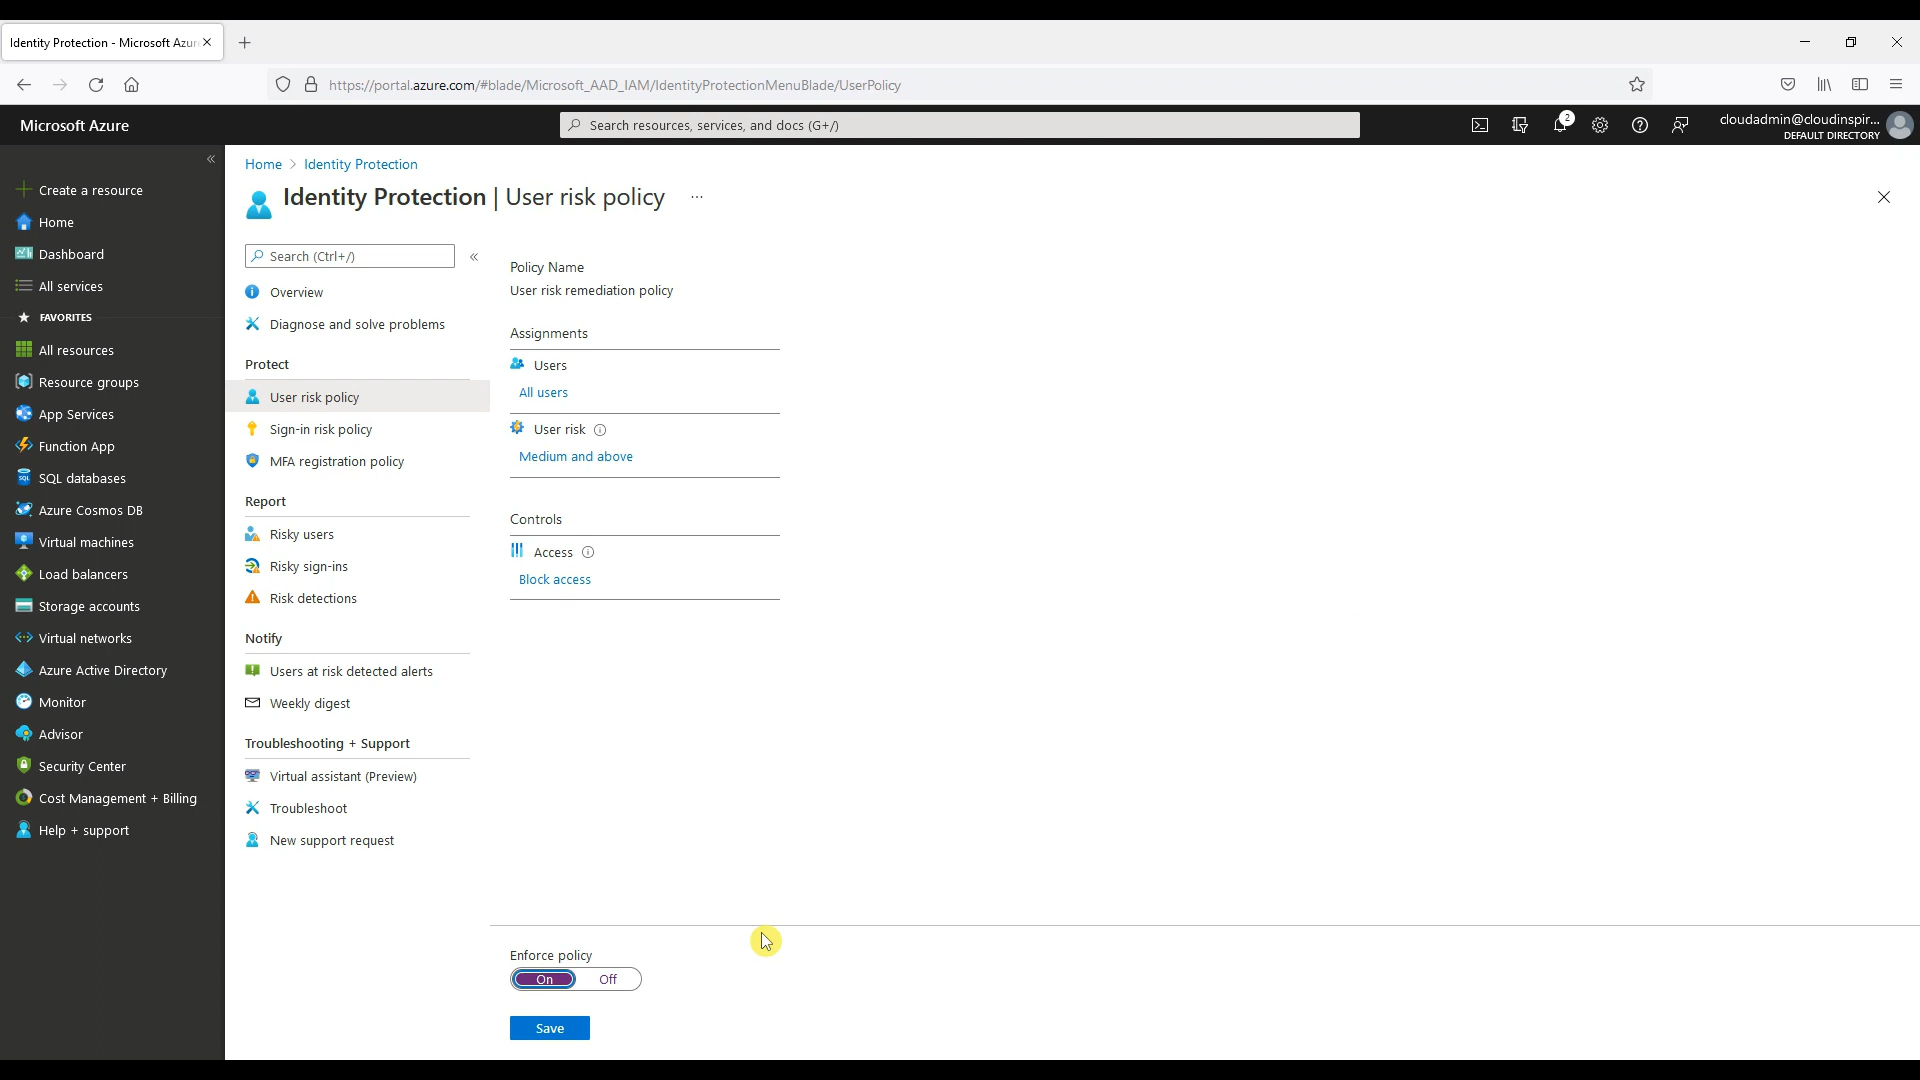 Identity Protection - Microsoft Azur
https://portal.azure.com/#blade/Microsoft_AAD_IAM/IdentityProtectionMenuBlade/UserPolicy
Microsoft Azure
Search resources, services, and docs (G+/)
2
cloudadmin@cloudinspir...
DEFAULT DIRECTORY
Create a resource
Home
Dashboard
All services
FAVORITES
All resources
Resource groups
App Services
Function App
SQL databases
Azure Cosmos DB
Virtual machines
Load balancers
Storage accounts
Virtual networks
Azure Active Directory
Monitor
Advisor
Security Center
Cost Management + Billing
Help + support
Home > Identity Protection
Identity Protection | User risk policy ...
Search (Ctrl+/)
Overview
Diagnose and solve problems
Protect
User risk policy
Sign-in risk policy
MFA registration policy
Report
Risky users
Risky sign-ins
Risk detections
Notify
Users at risk detected alerts
Weekly digest
Troubleshooting + Support
Virtual assistant (Preview)
Troubleshoot
New support request
Policy Name
User risk remediation policy
Assignments
Users
All users
User risk
Medium and above
Controls
Access
Block access
Enforce policy
On Off
Save